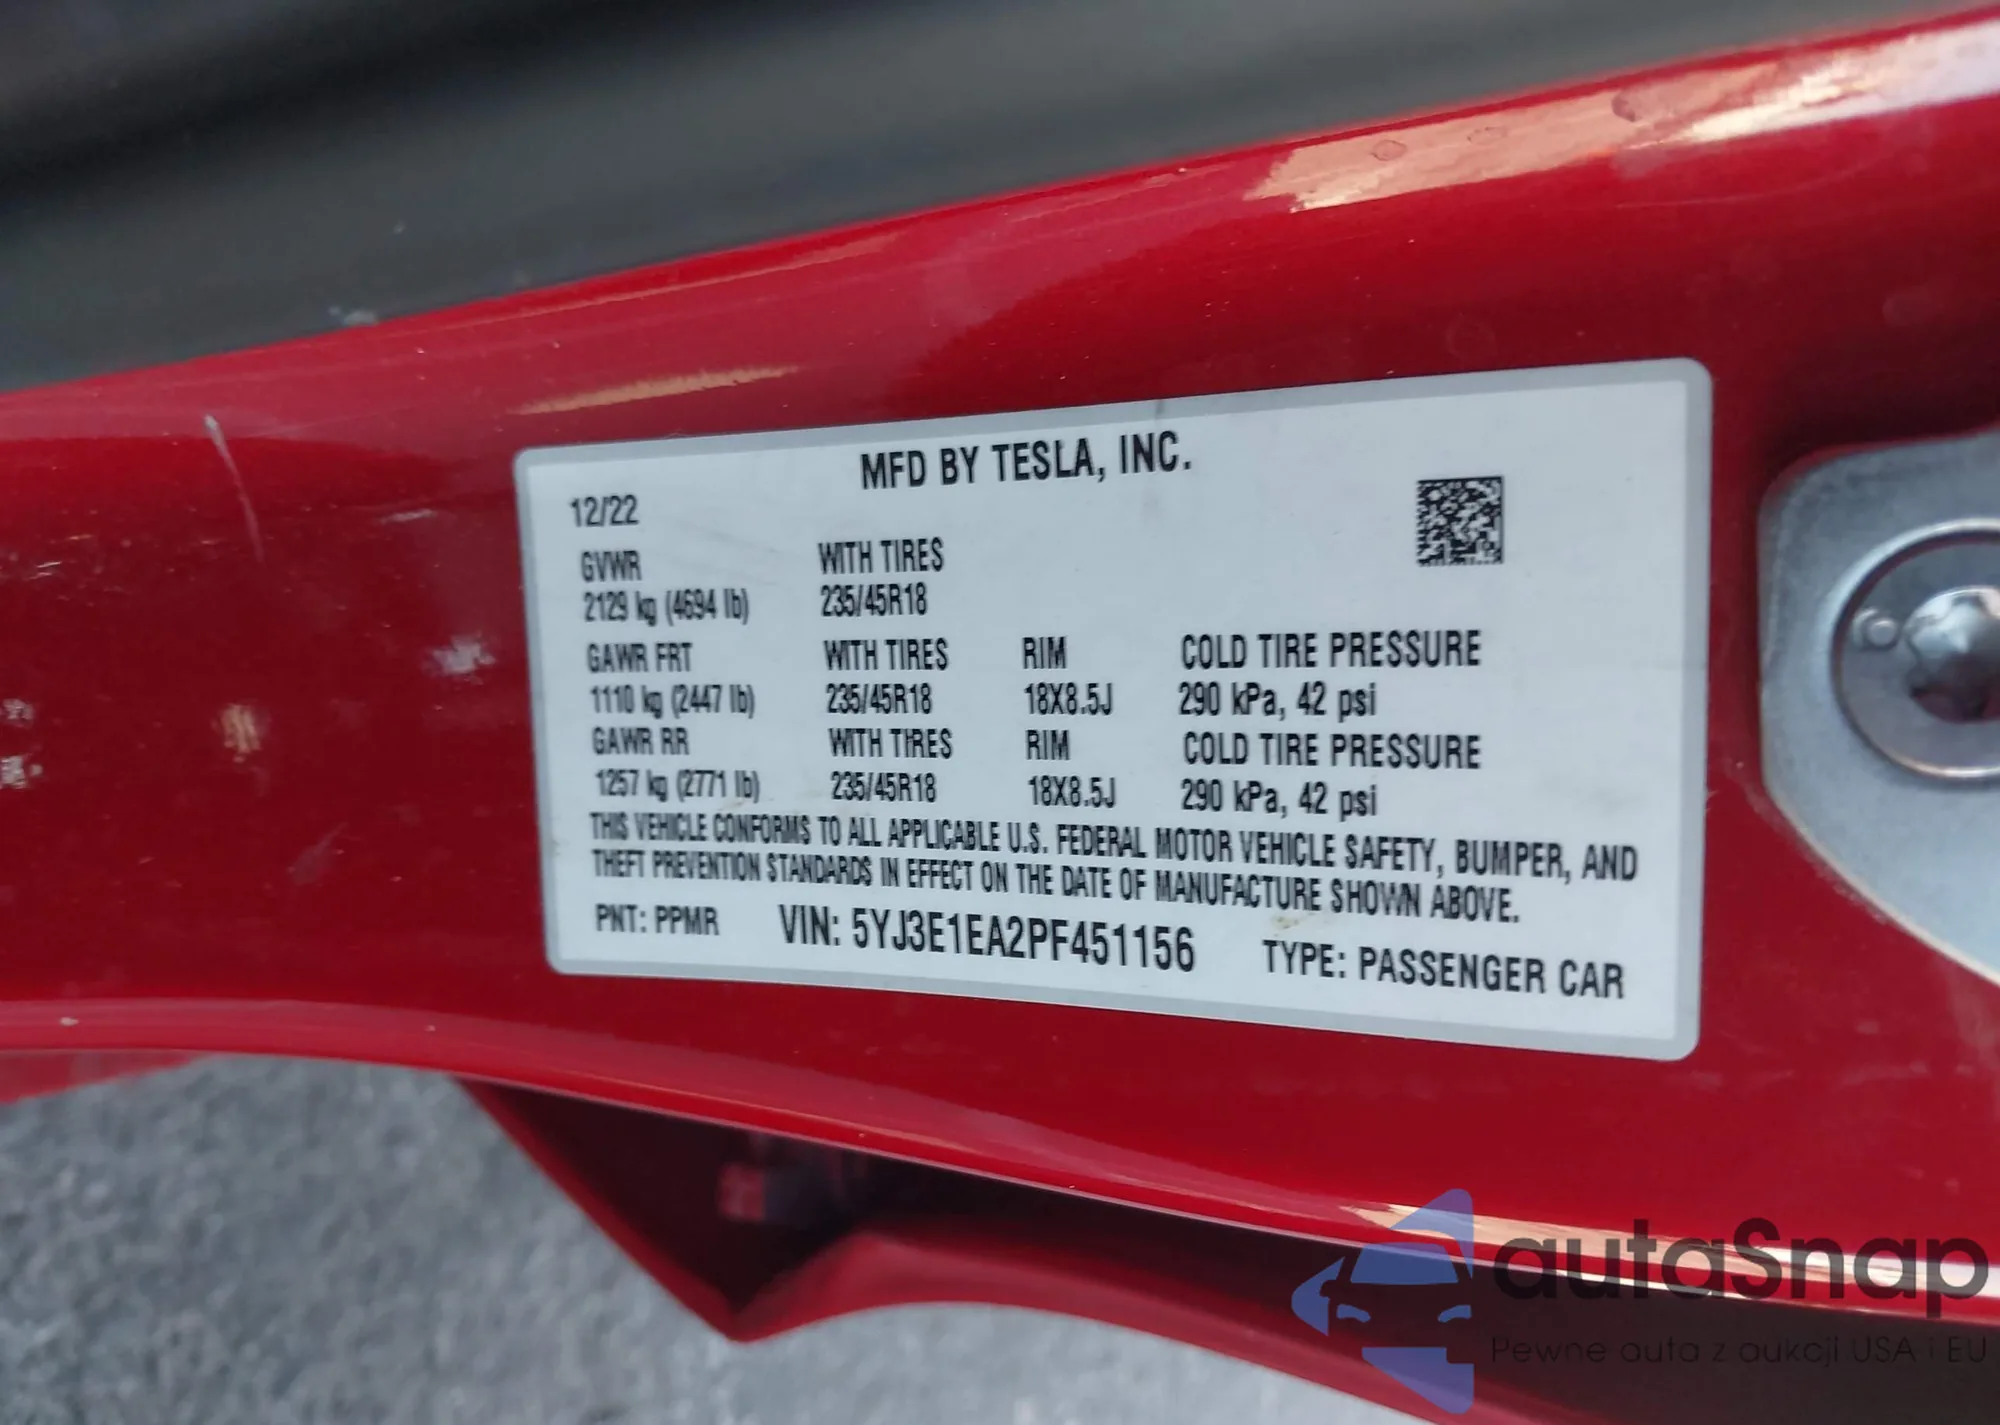 MFD BY TESLA, INC.
12/22
GVWR WITH TIRES
2129 kg (4694 lb) 235/45R18
GAWR FRT WITH TIRES RIM COLD TIRE PRESSURE
1110 kg (2447 lb) 235/45R18 18X8.5J 290 kPa, 42 psi
GAWR RR WITH TIRES RIM COLD TIRE PRESSURE
1257 kg (2771 lb) 235/45R18 18X8.5J 290 kPa, 42 psi
THIS VEHICLE CONFORMS TO ALL APPLICABLE U.S. FEDERAL MOTOR VEHICLE SAFETY, BUMPER, AND
THEFT PREVENTION STANDARDS IN EFFECT ON THE DATE OF MANUFACTURE SHOWN ABOVE.
PNT: PPMR VIN: 5YJ3E1EA2PF451156 TYPE: PASSENGER CAR
autaSnap
Pewne auta z aukcji USA i EU